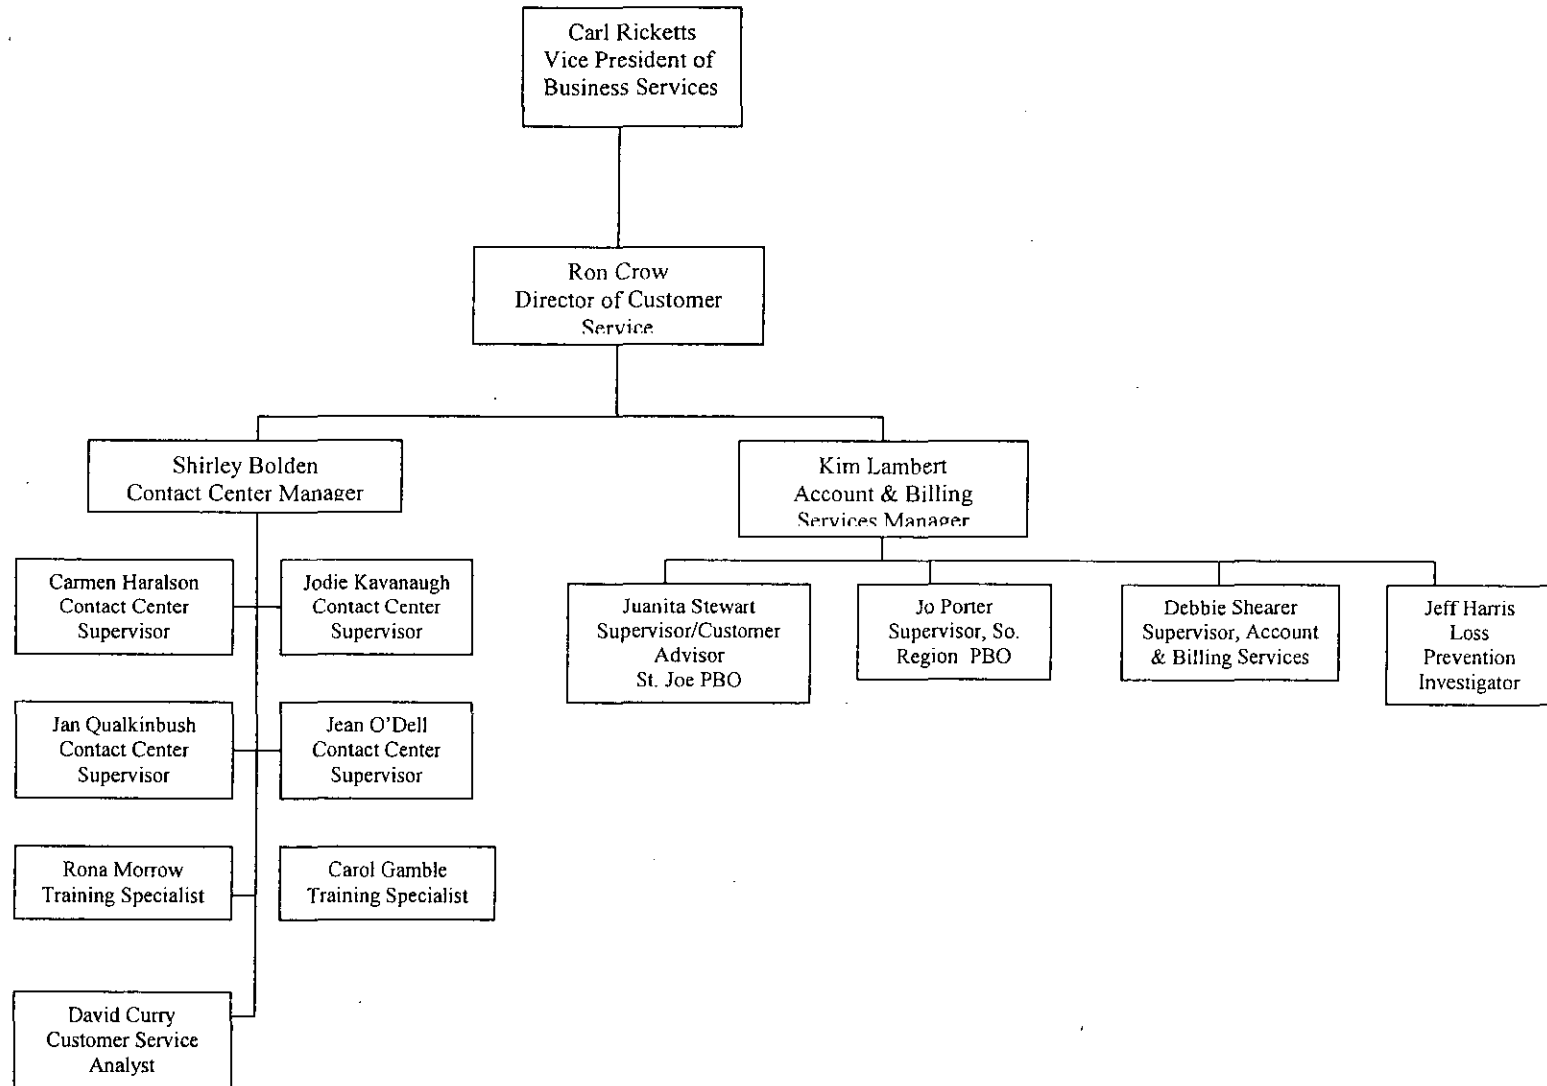 Carl Ricketts
Vice President of
Business Services
Ron Crow
Director of Customer
Service
Shirley Bolden
Contact Center Manager
Kim Lambert
Account & Billing
Services Manager
Carmen Haralson
Contact Center
Supervisor
Jodie Kavanaugh
Contact Center
Supervisor
Juanita Stewart
Supervisor/Customer
Advisor
St. Joe PBO
Jo Porter
Supervisor, So.
Region PBO
Debbie Shearer
Supervisor, Account
& Billing Services
Jeff Harris
Loss
Prevention
Investigator
Jan Qualkinbush
Contact Center
Supervisor
Jean O'Dell
Contact Center
Supervisor
Rona Morrow
Training Specialist
Carol Gamble
Training Specialist
David Curry
Customer Service
Analyst